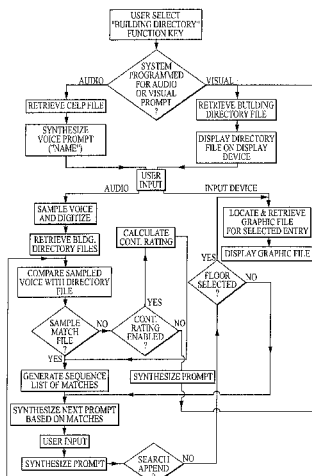 USER SELECT
"BUILDING DIRECTORY"
FUNCTION KEY
SYSTEM
PROGRAMMED
FOR AUDIO
OR VISUAL
PROMPT
?
AUDIO
VISUAL
RETRIEVE CELP FILE
SYNTHESIZE
VOICE PROMPT
("NAME")
RETRIEVE BUILDING
DIRECTORY FILE
DISPLAY DIRECTORY
FILE ON DISPLAY
DEVICE
USER
INPUT
AUDIO
INPUT DEVICE
SAMPLE VOICE
AND DIGITIZE
RETRIEVE BLDG.
DIRECTORY FILES
COMPARE SAMPLED
VOICE WITH DIRECTORY
FILE
SAMPLE
MATCH
FILE
?
NO
YES
CALCULATE
CONT. RATING
YES
CONT.
RATING
ENABLED
?
NO
LOCATE & RETRIEVE
GRAPHIC FILE
FOR SELECTED ENTRY
DISPLAY GRAPHIC FILE
YES
FLOOR
SELECTED
?
NO
SYNTHESIZE PROMPT
GENERATE SEQUENCE
LIST OF MATCHES
SYNTHESIZE NEXT PROMPT
BASED ON MATCHES
USER INPUT
SYNTHESIZE PROMPT
SEARCH
APPEND
?
NO